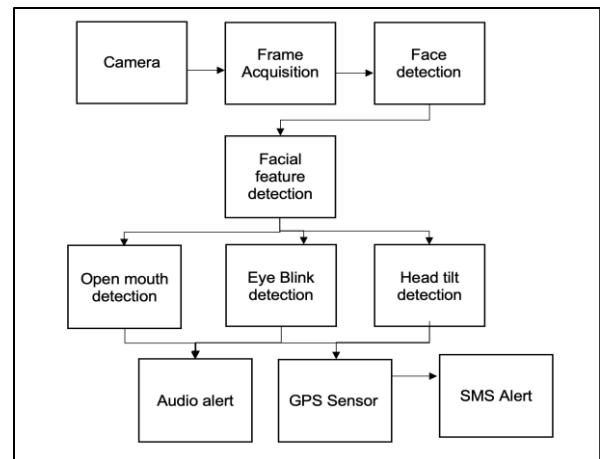 Camera
Frame
Acquisition
Face
detection
Facial
feature
detection
Open mouth
detection
Eye Blink
detection
Head tilt
detection
Audio alert
GPS Sensor
SMS Alert